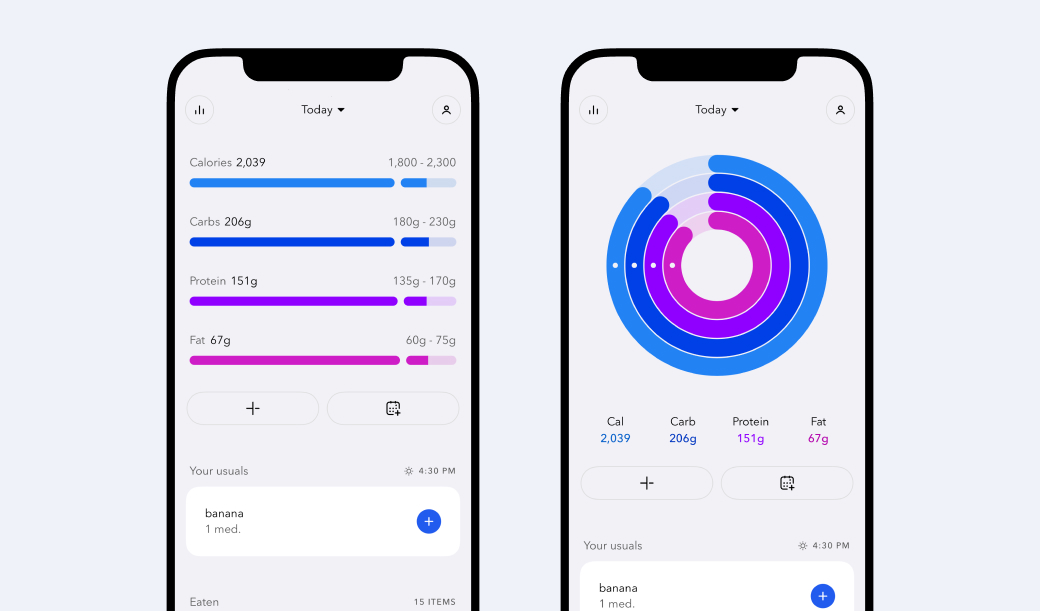 Today
Calories 2,039 1,800 - 2,300
Carbs 206g 180g - 230g
Protein 151g 135g - 170g
Fat 67g 60g - 75g
Your usuals 4:30 PM
banana
1 med.
Eaten 15 ITEMS
Today
Cal Carb Protein Fat
2,039 206g 151g 67g
Your usuals 4:30 PM
banana
1 med.